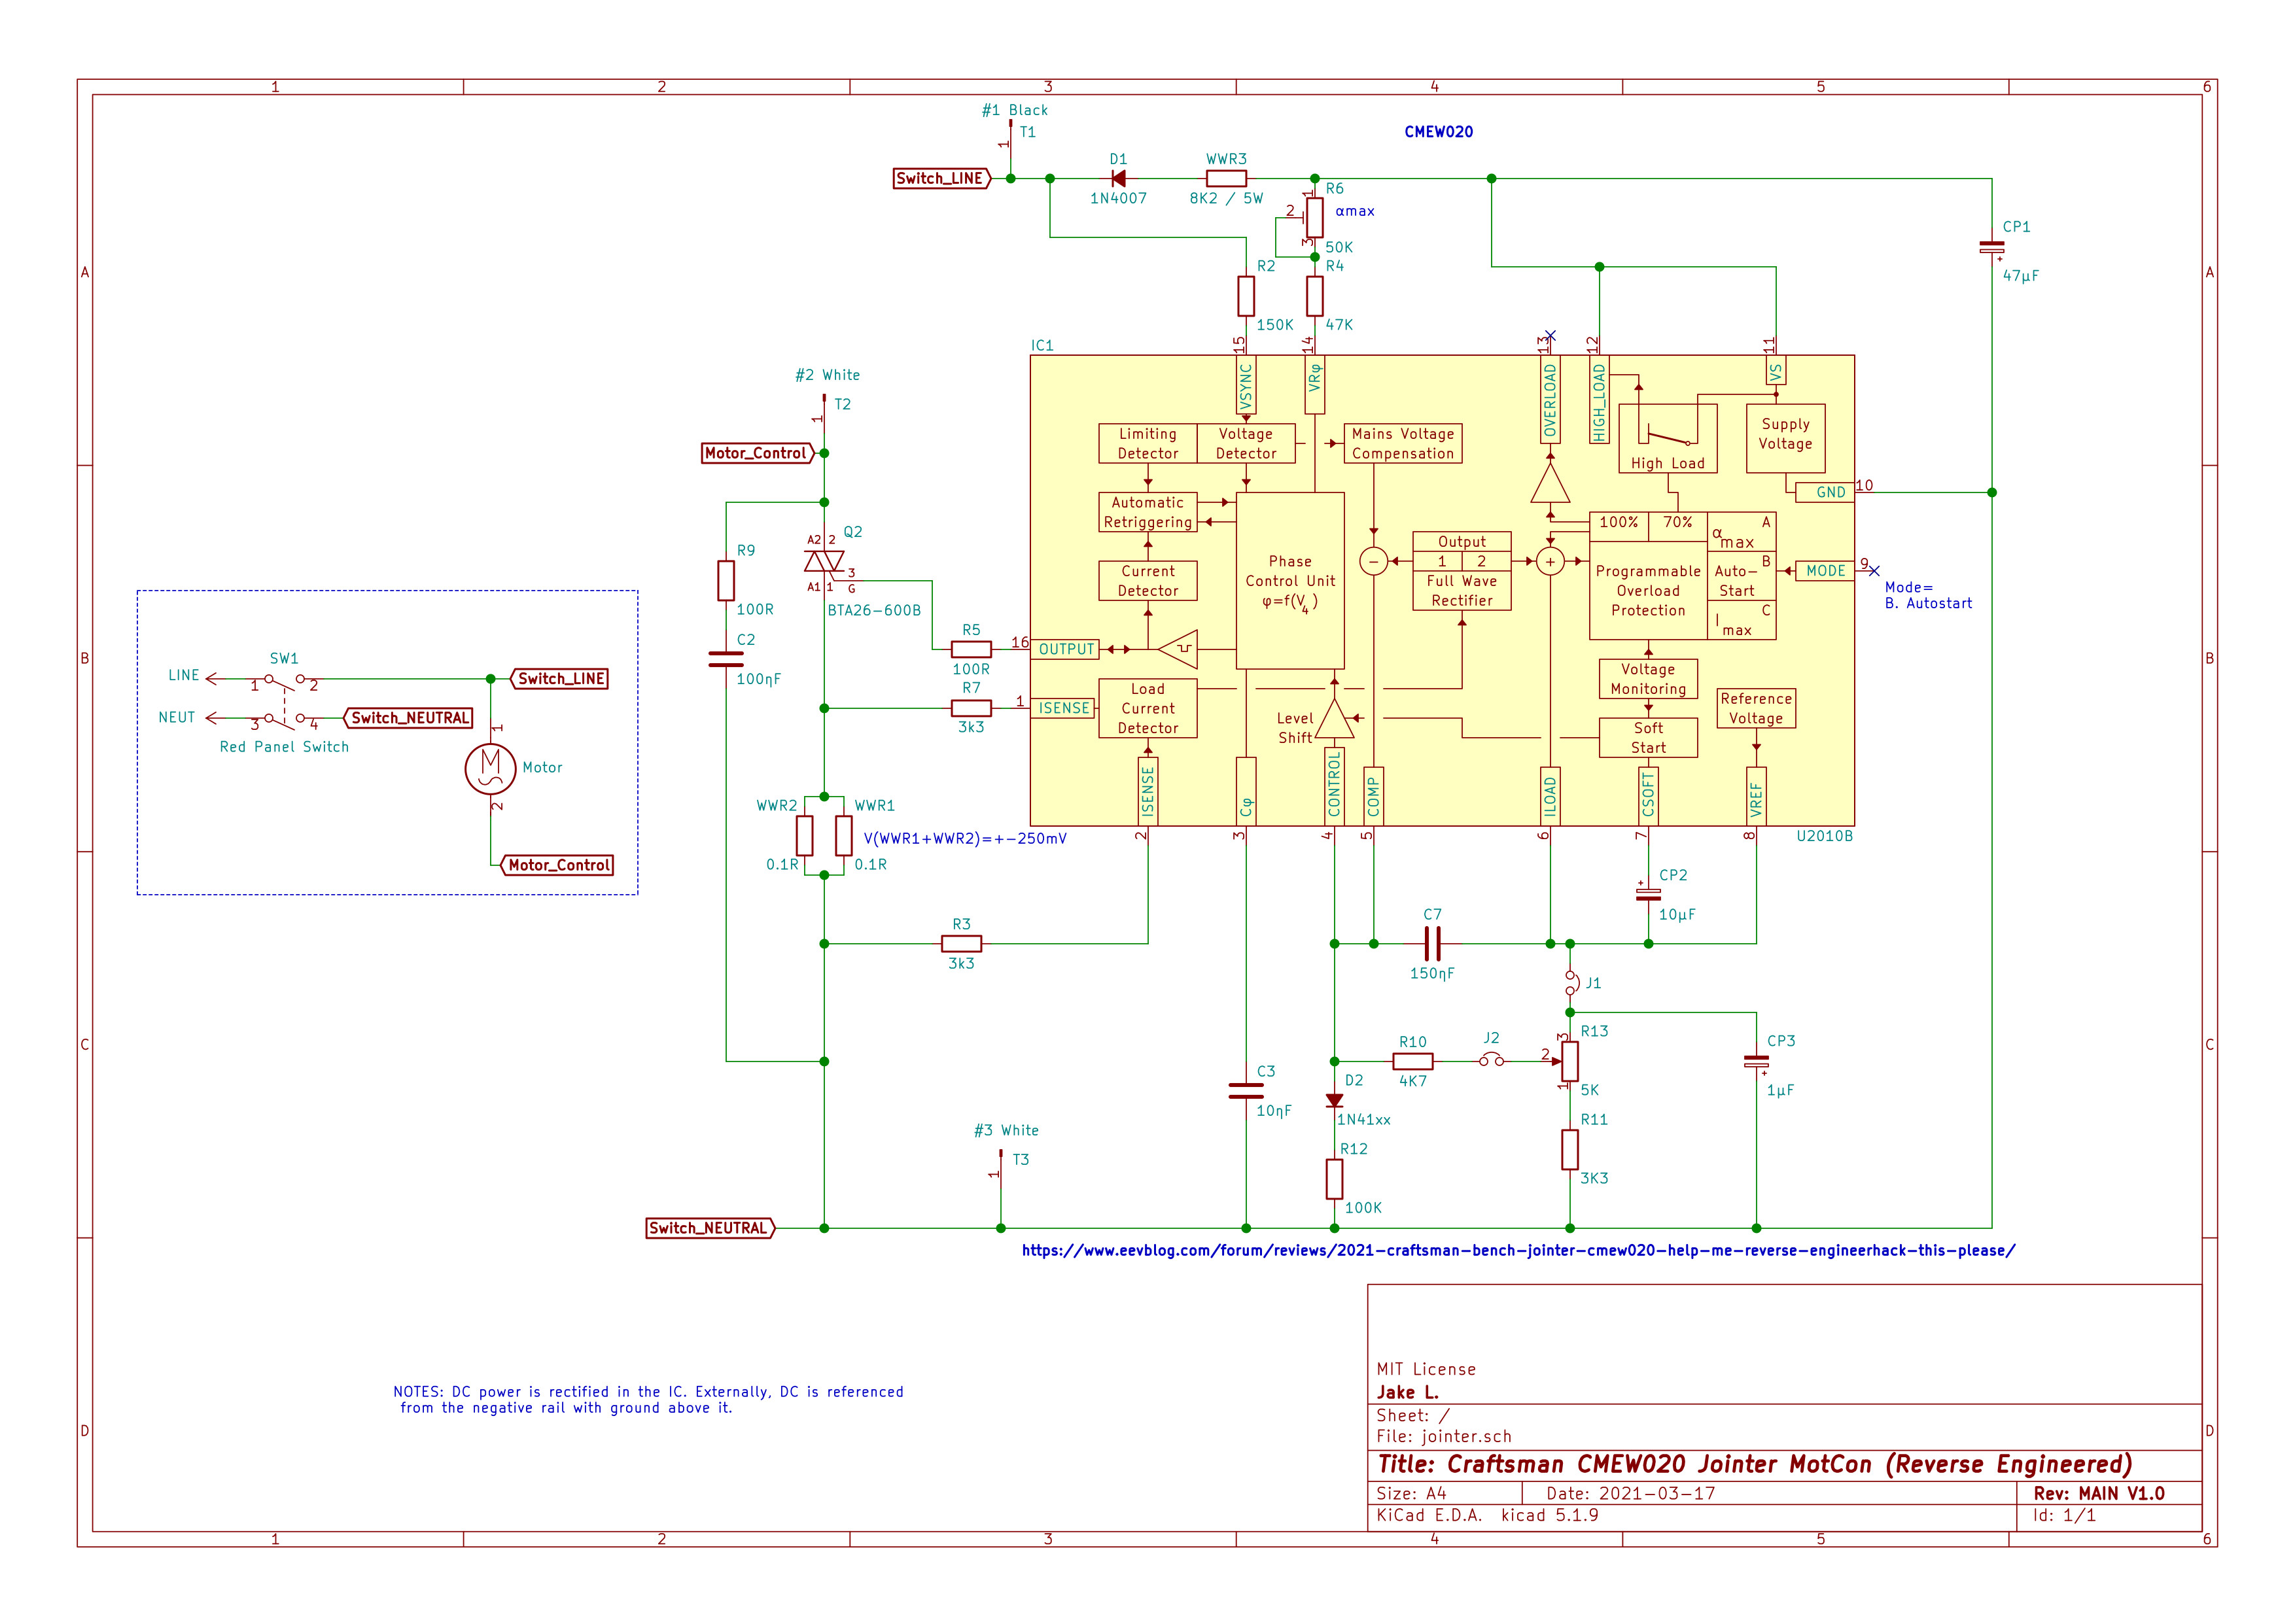 1 2 3 4 5 6
#1 Black
T1
1
CMEW020
Switch_LINE
D1
1N4007
WWR3
8K2 / 5W
R6
1
2
3
αmax
50K
CP1
47µF
A
A
R2
150K
R4
47K
IC1
15
14
13
12
11
VSYNC
VRφ
OVERLOAD
HIGH_LOAD
VS
#2 White
T2
1
Motor_Control
Limiting
Detector
Voltage
Detector
Mains Voltage
Compensation
High Load
Supply
Voltage
GND
10
Automatic
Retriggering
Current
Detector
Phase
Control Unit
φ=f(V4)
Output
1 2
Full Wave
Rectifier
-
+
100% 70%
A
αmax
B
Auto-
Start
C
Imax
Programmable
Overload
Protection
MODE
9
Mode=
B. Autostart
Q2
A2 2
A1 1
3
G
BTA26-600B
R9
100R
C2
100ηF
R5
100R
16
OUTPUT
R7
3k3
1
ISENSE
Load
Current
Detector
Level
Shift
Voltage
Monitoring
Soft
Start
Reference
Voltage
B
B
SW1
LINE
1
2
NEUT
3
4
Switch_LINE
Switch_NEUTRAL
Red Panel Switch
1
M
Motor
2
Motor_Control
ISENSE
Cφ
CONTROL
COMP
ILOAD
CSOFT
VREF
2
3
4
5
6
7
8
U2010B
WWR2
0.1R
WWR1
0.1R
V(WWR1+WWR2)=+-250mV
R3
3k3
C7
150ηF
CP2
+
10µF
J1
C
C
R10
4K7
J2
R13
3
2
1
5K
CP3
+
1µF
C3
10ηF
D2
1N41xx
R11
3K3
R12
100K
#3 White
T3
1
Switch_NEUTRAL
https://www.eevblog.com/forum/reviews/2021-craftsman-bench-jointer-cmew020-help-me-reverse-engineerhack-this-please/
NOTES: DC power is rectified in the IC. Externally, DC is referenced
from the negative rail with ground above it.
D
D
MIT License
Jake L.
Sheet: /
File: jointer.sch
Title: Craftsman CMEW020 Jointer MotCon (Reverse Engineered)
Size: A4 Date: 2021-03-17 Rev: MAIN V1.0
KiCad E.D.A. kicad 5.1.9 Id: 1/1
1 2 3 4 5 6